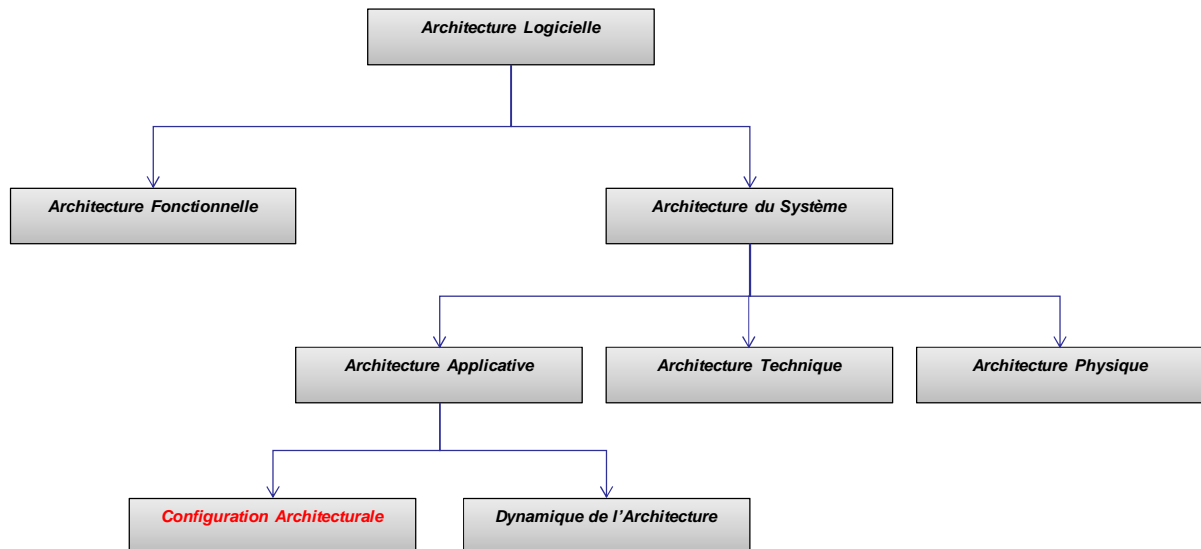 Architecture Logicielle
Architecture Fonctionnelle
Architecture du Système
Architecture Applicative
Architecture Technique
Architecture Physique
Configuration Architecturale
Dynamique de l'Architecture